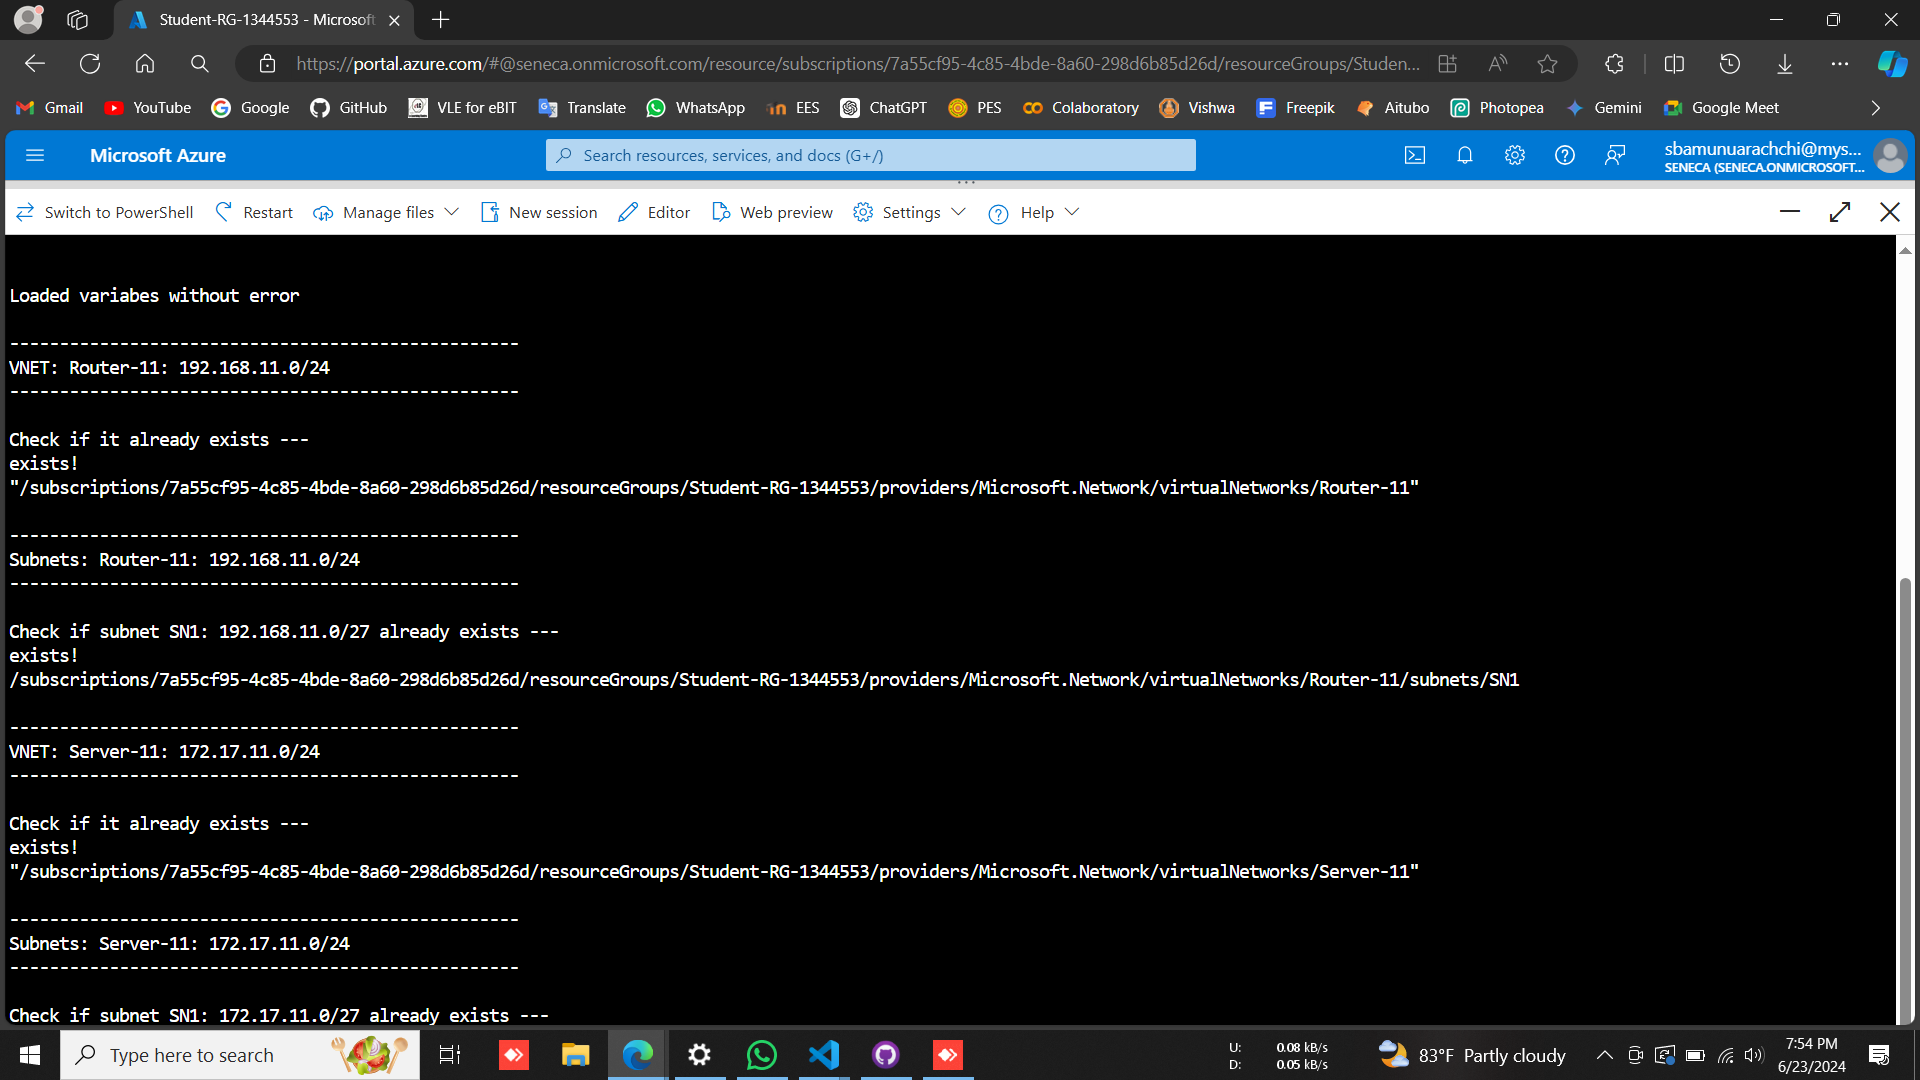 Student-RG-1344553 - Microsoft
https://portal.azure.com/#@seneca.onmicrosoft.com/resource/subscriptions/7a55cf95-4c85-4bde-8a60-298d6b85d26d/resourceGroups/Studen...
Gmail YouTube Google GitHub VLE for eBIT Translate WhatsApp EES ChatGPT PES Colaboratory Vishwa Freepik Aitubo Photopea Gemini Google Meet
Microsoft Azure Search resources, services, and docs (G+/) sbamunuarachchi@mys...
SENECA (SENECA.ONMICROSOFT....
Switch to PowerShell Restart Manage files New session Editor Web preview Settings Help
Loaded variabes without error
---------------------------------------------------
VNET: Router-11: 192.168.11.0/24
---------------------------------------------------
Check if it already exists ---
exists!
"/subscriptions/7a55cf95-4c85-4bde-8a60-298d6b85d26d/resourceGroups/Student-RG-1344553/providers/Microsoft.Network/virtualNetworks/Router-11"
---------------------------------------------------
Subnets: Router-11: 192.168.11.0/24
---------------------------------------------------
Check if subnet SN1: 192.168.11.0/27 already exists ---
exists!
/subscriptions/7a55cf95-4c85-4bde-8a60-298d6b85d26d/resourceGroups/Student-RG-1344553/providers/Microsoft.Network/virtualNetworks/Router-11/subnets/SN1
---------------------------------------------------
VNET: Server-11: 172.17.11.0/24
---------------------------------------------------
Check if it already exists ---
exists!
"/subscriptions/7a55cf95-4c85-4bde-8a60-298d6b85d26d/resourceGroups/Student-RG-1344553/providers/Microsoft.Network/virtualNetworks/Server-11"
---------------------------------------------------
Subnets: Server-11: 172.17.11.0/24
---------------------------------------------------
Check if subnet SN1: 172.17.11.0/27 already exists ---
Type here to search
U: 0.08 kB/s
D: 0.05 kB/s
83°F Partly cloudy
7:54 PM
6/23/2024